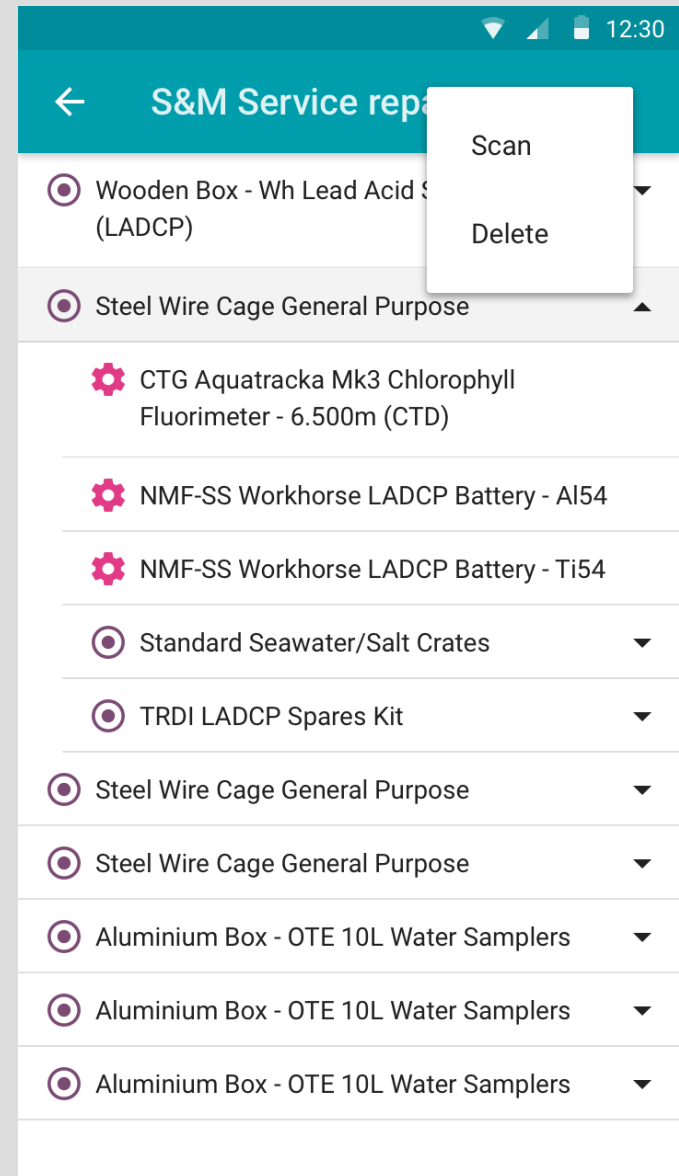 12:30
S&M Service
Scan
Delete
Wooden Box - Wh Lead Acid
(LADCP)
Steel Wire Cage General Purpose
CTG Aquatracka Mk3 Chlorophyll
Fluorimeter - 6.500m (CTD)
NMF-SS Workhorse LADCP Battery - Al54
NMF-SS Workhorse LADCP Battery - Ti54
Standard Seawater/Salt Crates
TRDI LADCP Spares Kit
Steel Wire Cage General Purpose
Steel Wire Cage General Purpose
Aluminium Box - OTE 10L Water Samplers
Aluminium Box - OTE 10L Water Samplers
Aluminium Box - OTE 10L Water Samplers